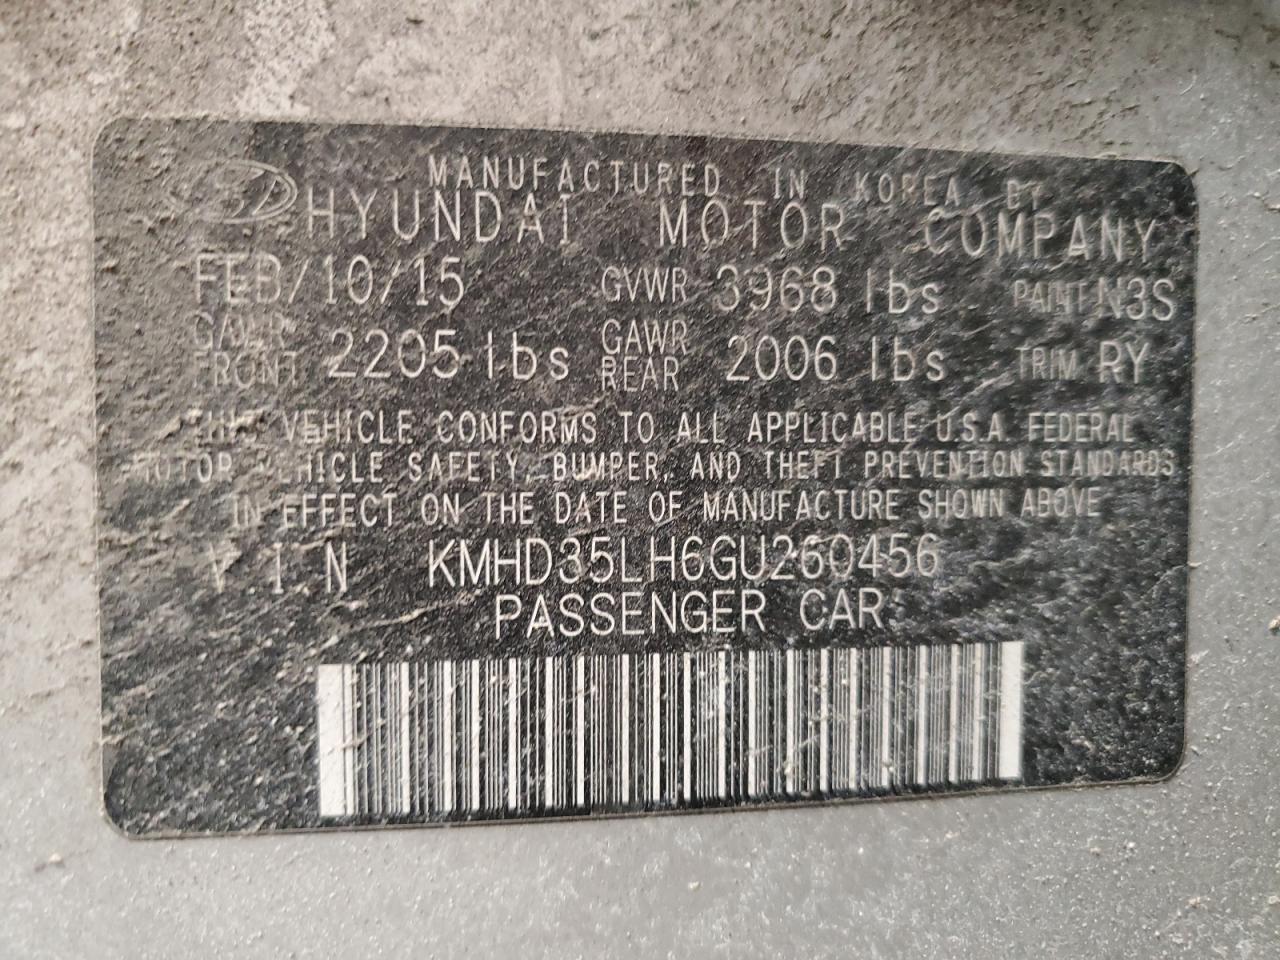 MANUFACTURED IN KOREA BY
HYUNDAI MOTOR COMPANY
FEB/10/15 GVWR 3968 lbs PAINT N3S
GAWR FRONT 2205 lbs GAWR REAR 2006 lbs TRIM RY
THIS VEHICLE CONFORMS TO ALL APPLICABLE U.S.A. FEDERAL
MOTOR VEHICLE SAFETY, BUMPER, AND THEFT PREVENTION STANDARDS
IN EFFECT ON THE DATE OF MANUFACTURE SHOWN ABOVE
V I N KMHD35LH6GU260456
PASSENGER CAR